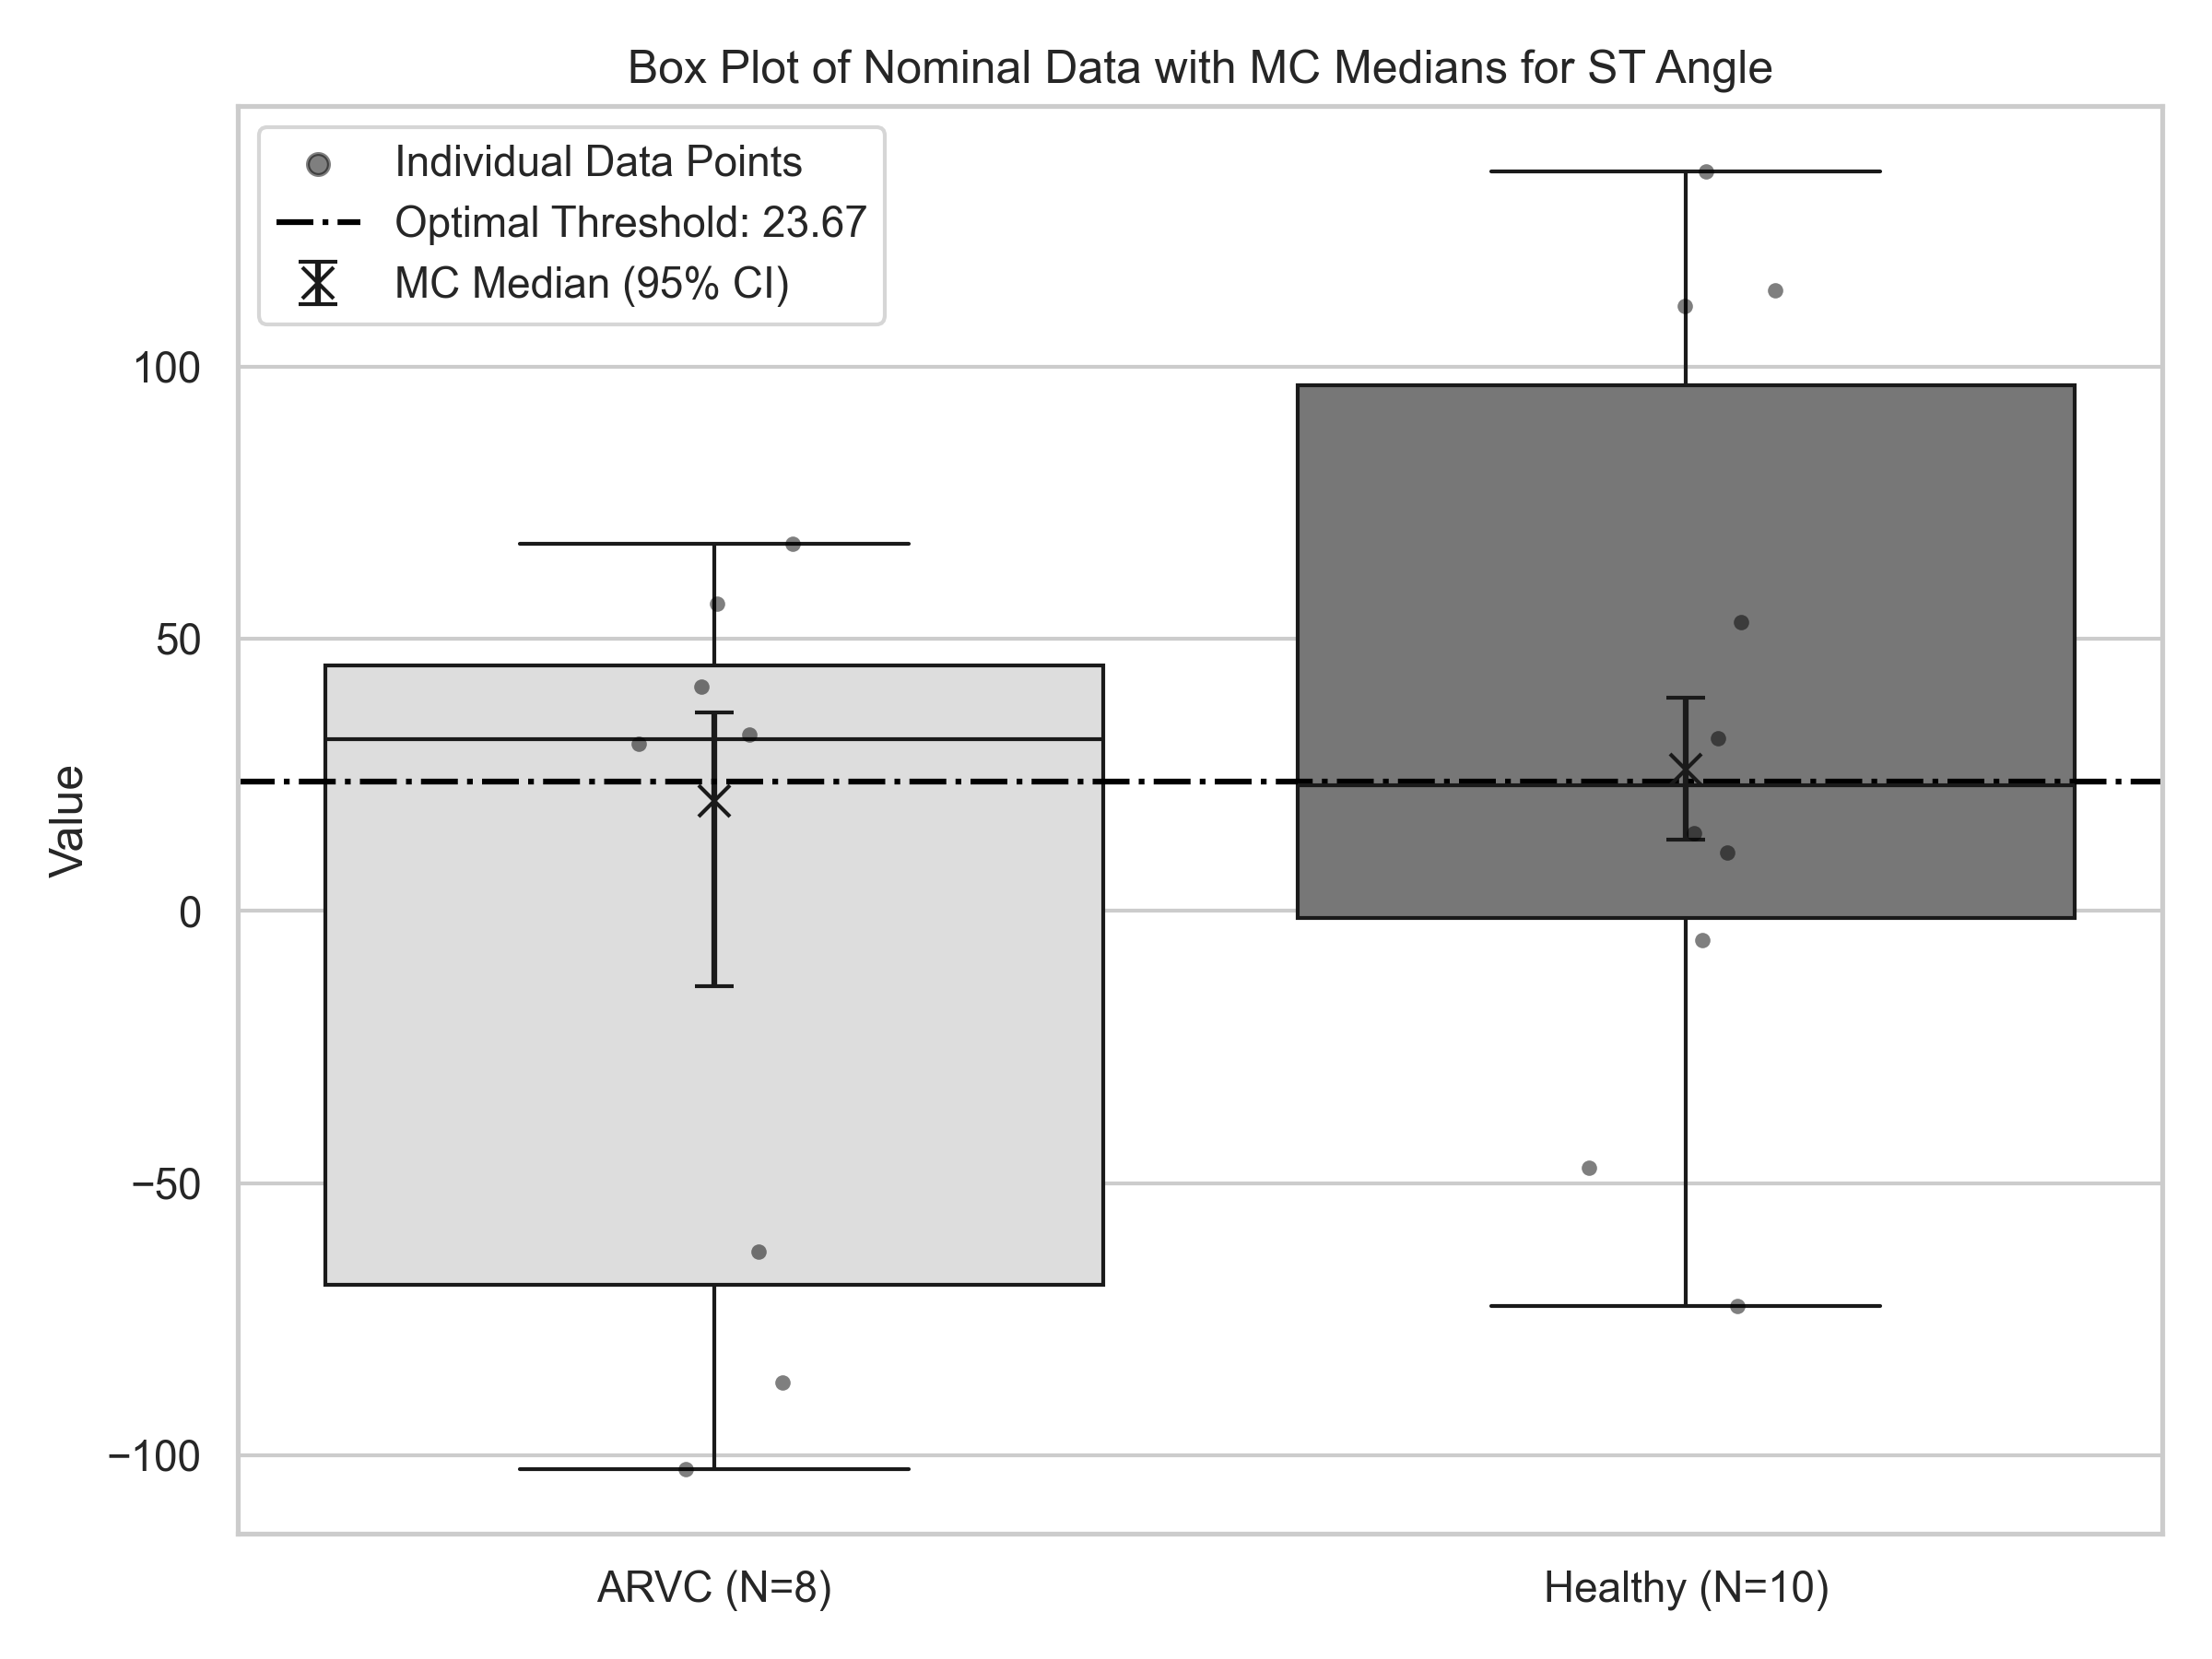 Box Plot of Nominal Data with MC Medians for ST Angle
Individual Data Points
Optimal Threshold: 23.67
MC Median (95% CI)
100
50
0
−50
−100
Value
ARVC (N=8)
Healthy (N=10)